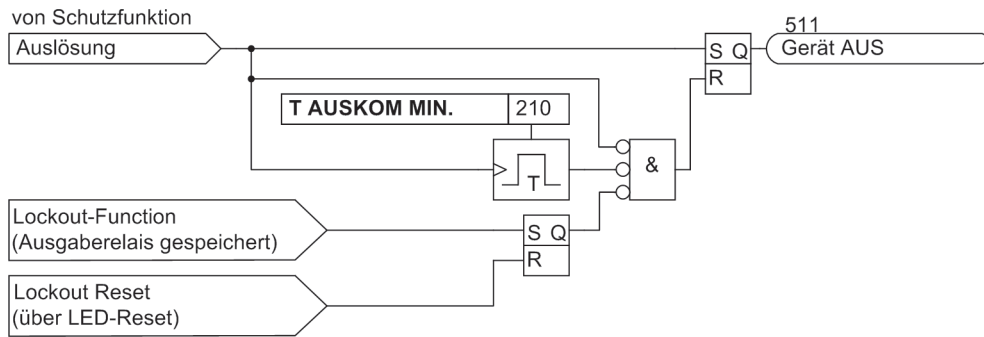 von Schutzfunktion
Auslösung
511
S Q
Gerät AUS
R
T AUSKOM MIN. 210
T
&
Lockout-Function
(Ausgaberelais gespeichert)
S Q
R
Lockout Reset
(über LED-Reset)